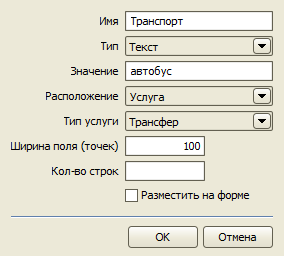 Имя Транспорт
Тип Текст
Значение автобус
Расположение Услуга
Тип услуги Трансфер
Ширина поля (точек) 100
Кол-во строк
Разместить на форме
OK Отмена